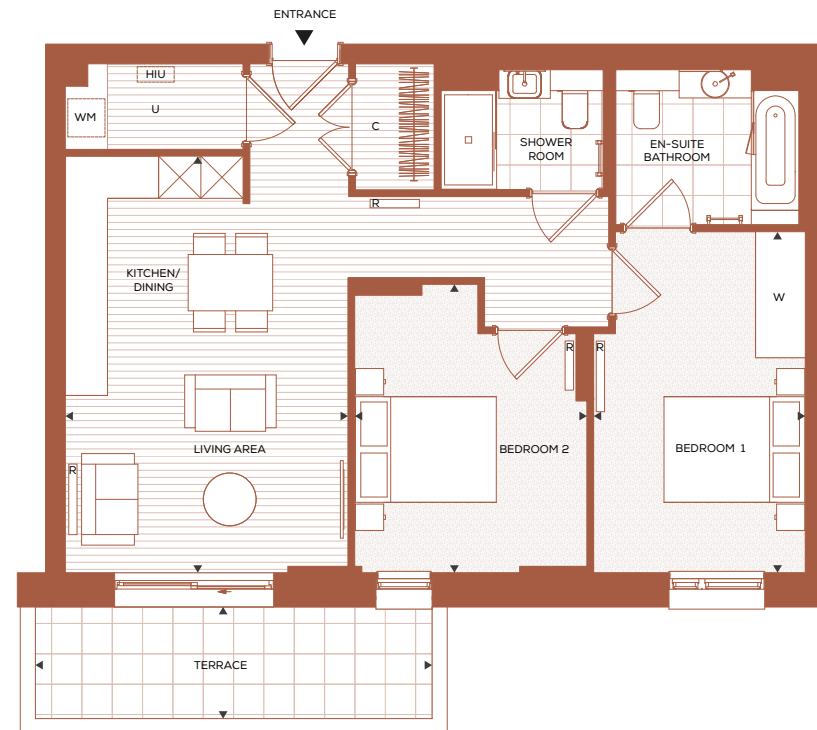 ENTRANCE
HIU
WM
U
C
SHOWER
ROOM
EN-SUITE
BATHROOM
R
KITCHEN/
DINING
W
R
R
LIVING AREA
BEDROOM 2
BEDROOM 1
R
TERRACE